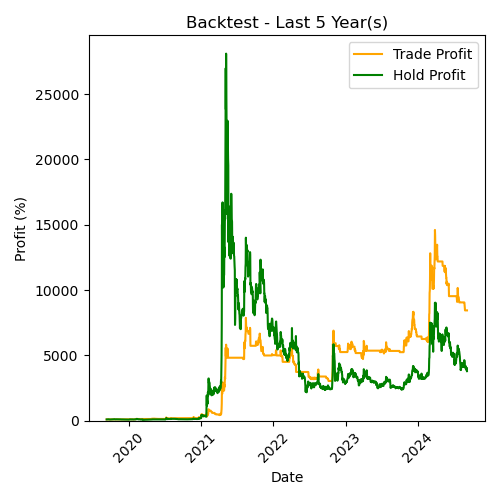 Backtest - Last 5 Year(s)
Trade Profit
Hold Profit
Profit (%)
25000
20000
15000
10000
5000
0
2020
2021
2022
2023
2024
Date